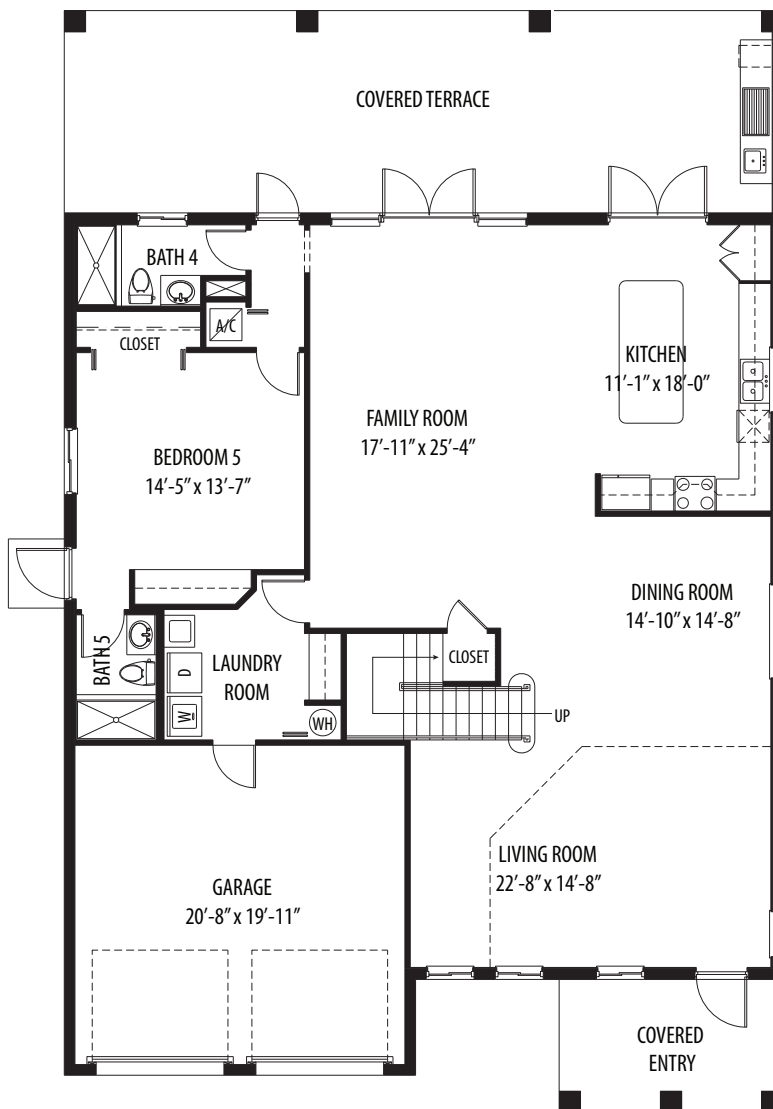 COVERED TERRACE
BATH 4
A/C
CLOSET
KITCHEN
11’-1” x 18’-0”
FAMILY ROOM
17’-11” x 25’-4”
BEDROOM 5
14’-5” x 13’-7”
DINING ROOM
14’-10” x 14’-8”
BATH 5
D
LAUNDRY
ROOM
CLOSET
W
WH
UP
LIVING ROOM
22’-8” x 14’-8”
GARAGE
20’-8” x 19’-11”
COVERED
ENTRY